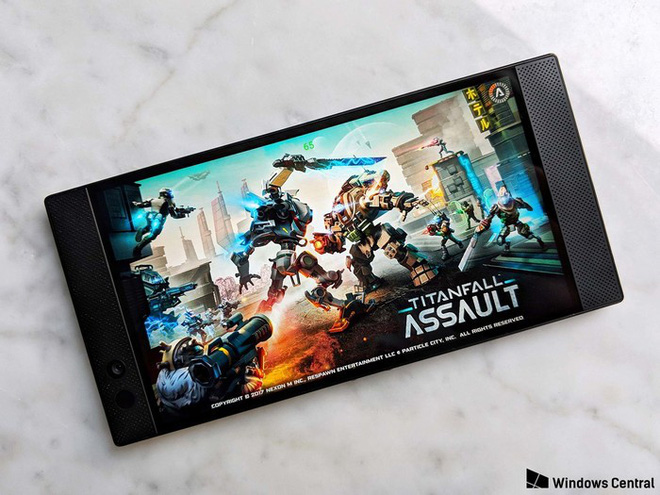 65
ホテル
TITANFALL
ASSAULT
COPYRIGHT © 2017 NEXON M INC., RESPAWN ENTERTAINMENT LLC & PARTICLE CITY, INC. ALL RIGHTS RESERVED
Windows Central